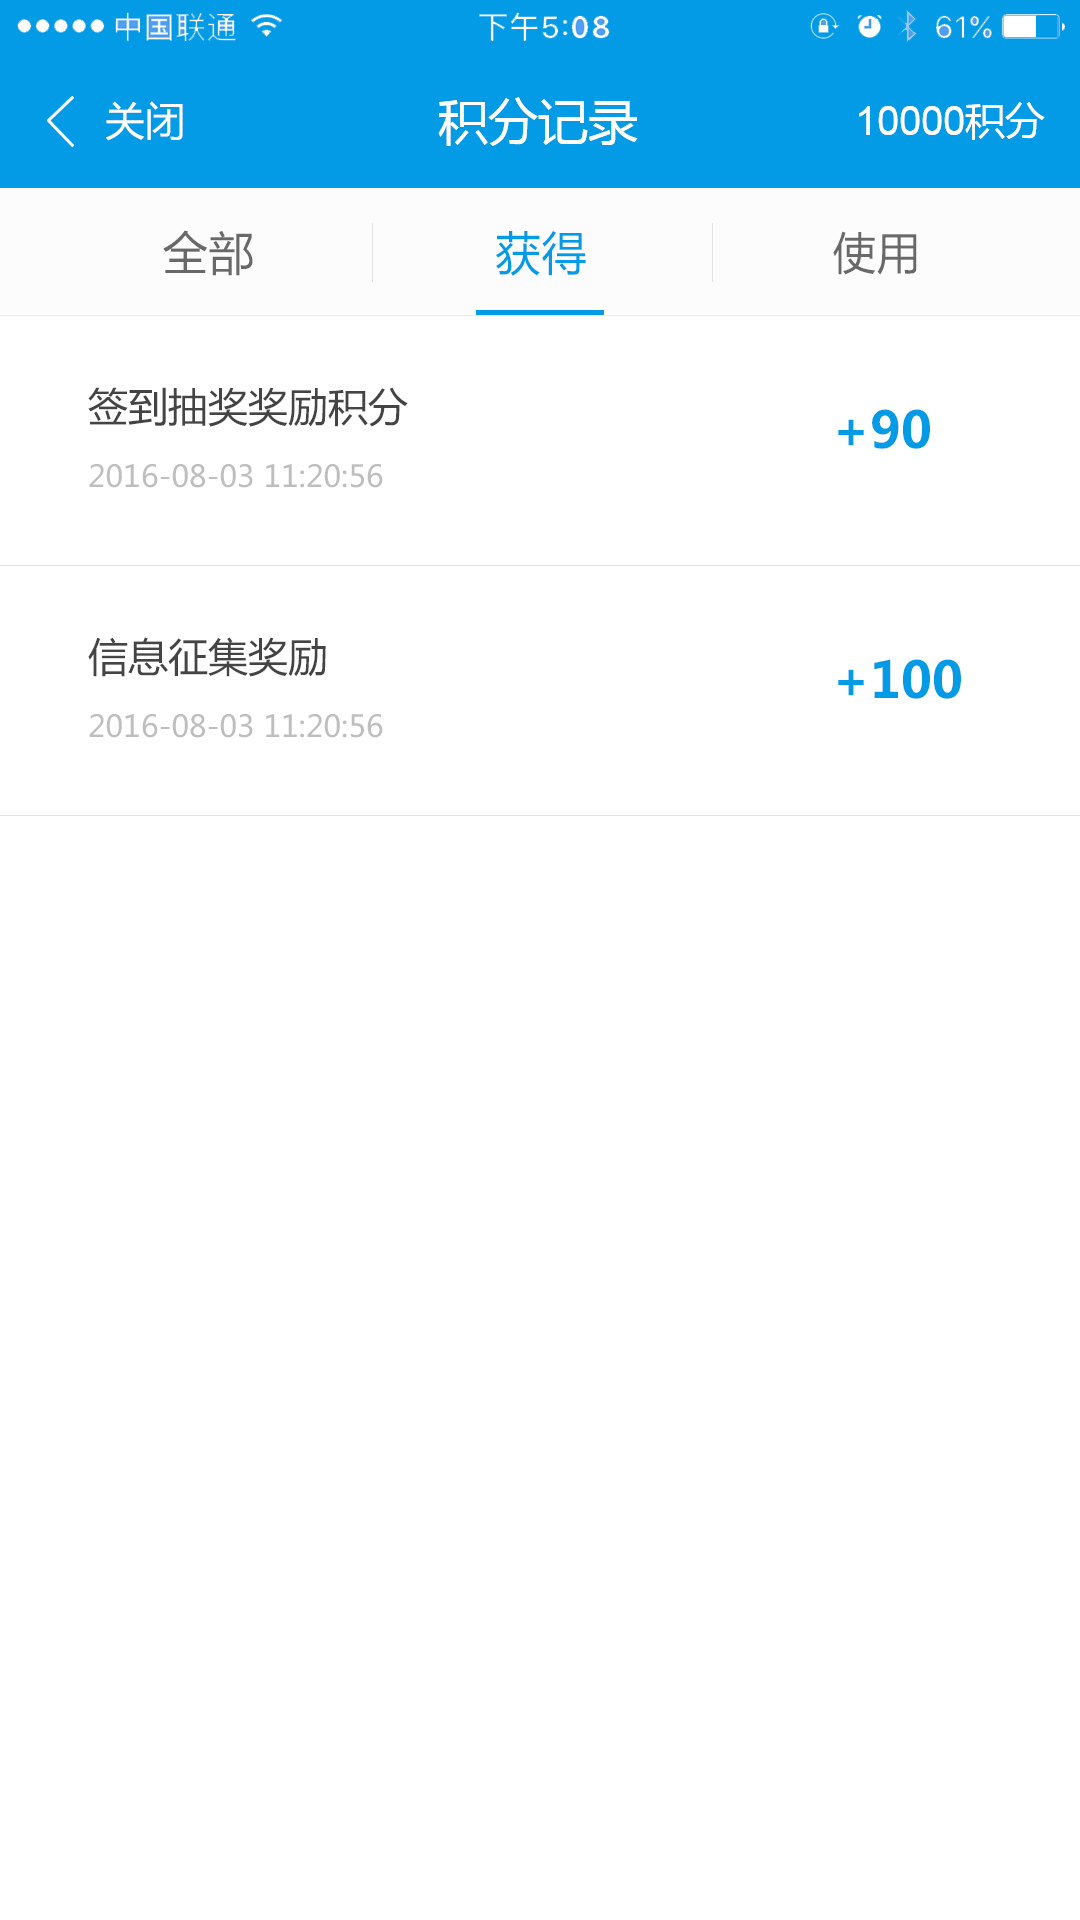 中国联通 下午5:08 61%
关闭 积分记录 10000积分
全部 获得 使用
签到抽奖奖励积分
+90
2016-08-03 11:20:56
信息征集奖励
+100
2016-08-03 11:20:56